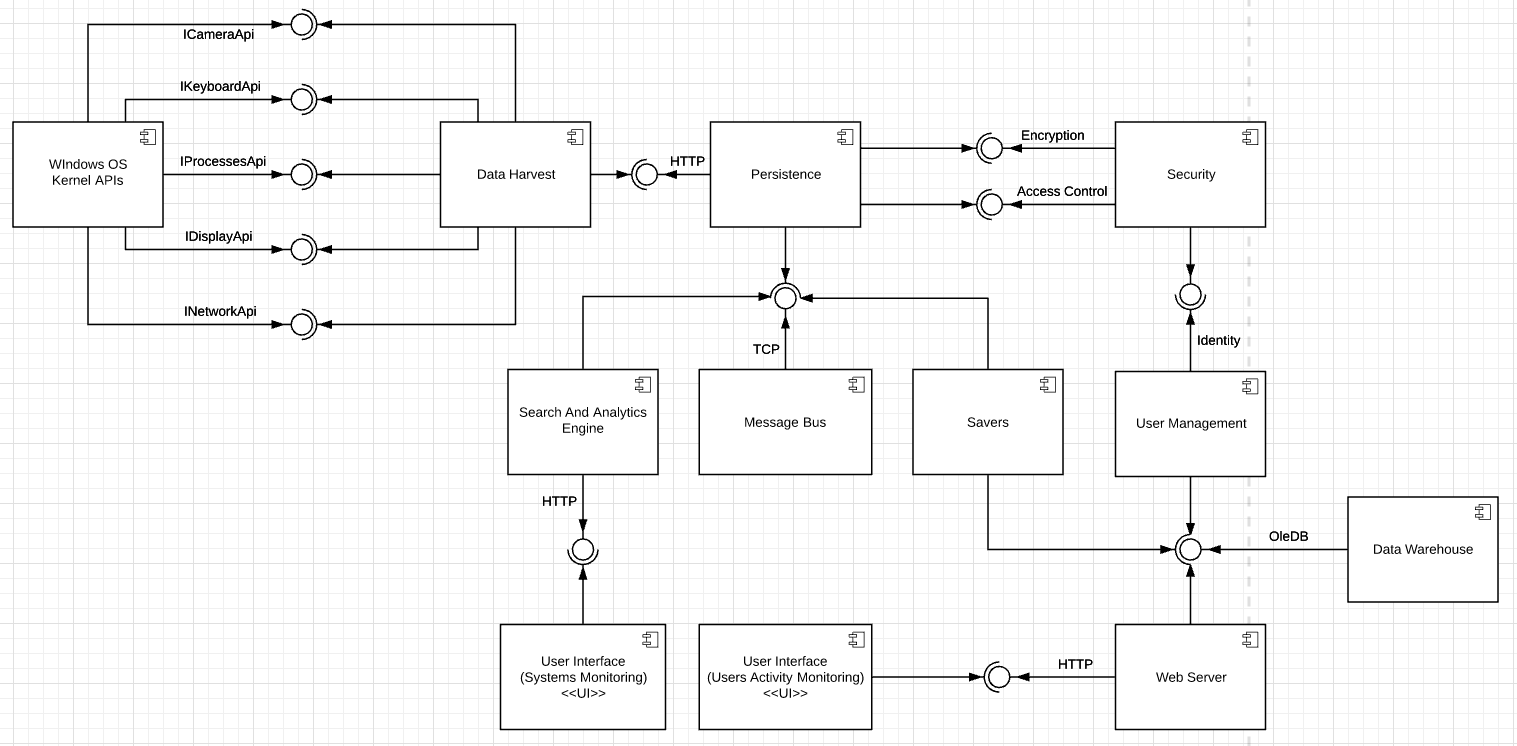 ICameraApi
IKeyboardApi
WIndows OS
Kernel APIs
IProcessesApi
Data Harvest
HTTP
Persistence
Encryption
Access Control
Security
IDisplayApi
INetworkApi
TCP
Identity
Search And Analytics
Engine
Message Bus
Savers
User Management
HTTP
OleDB
Data Warehouse
User Interface
(Systems Monitoring)
<<UI>>
User Interface
(Users Activity Monitoring)
<<UI>>
HTTP
Web Server